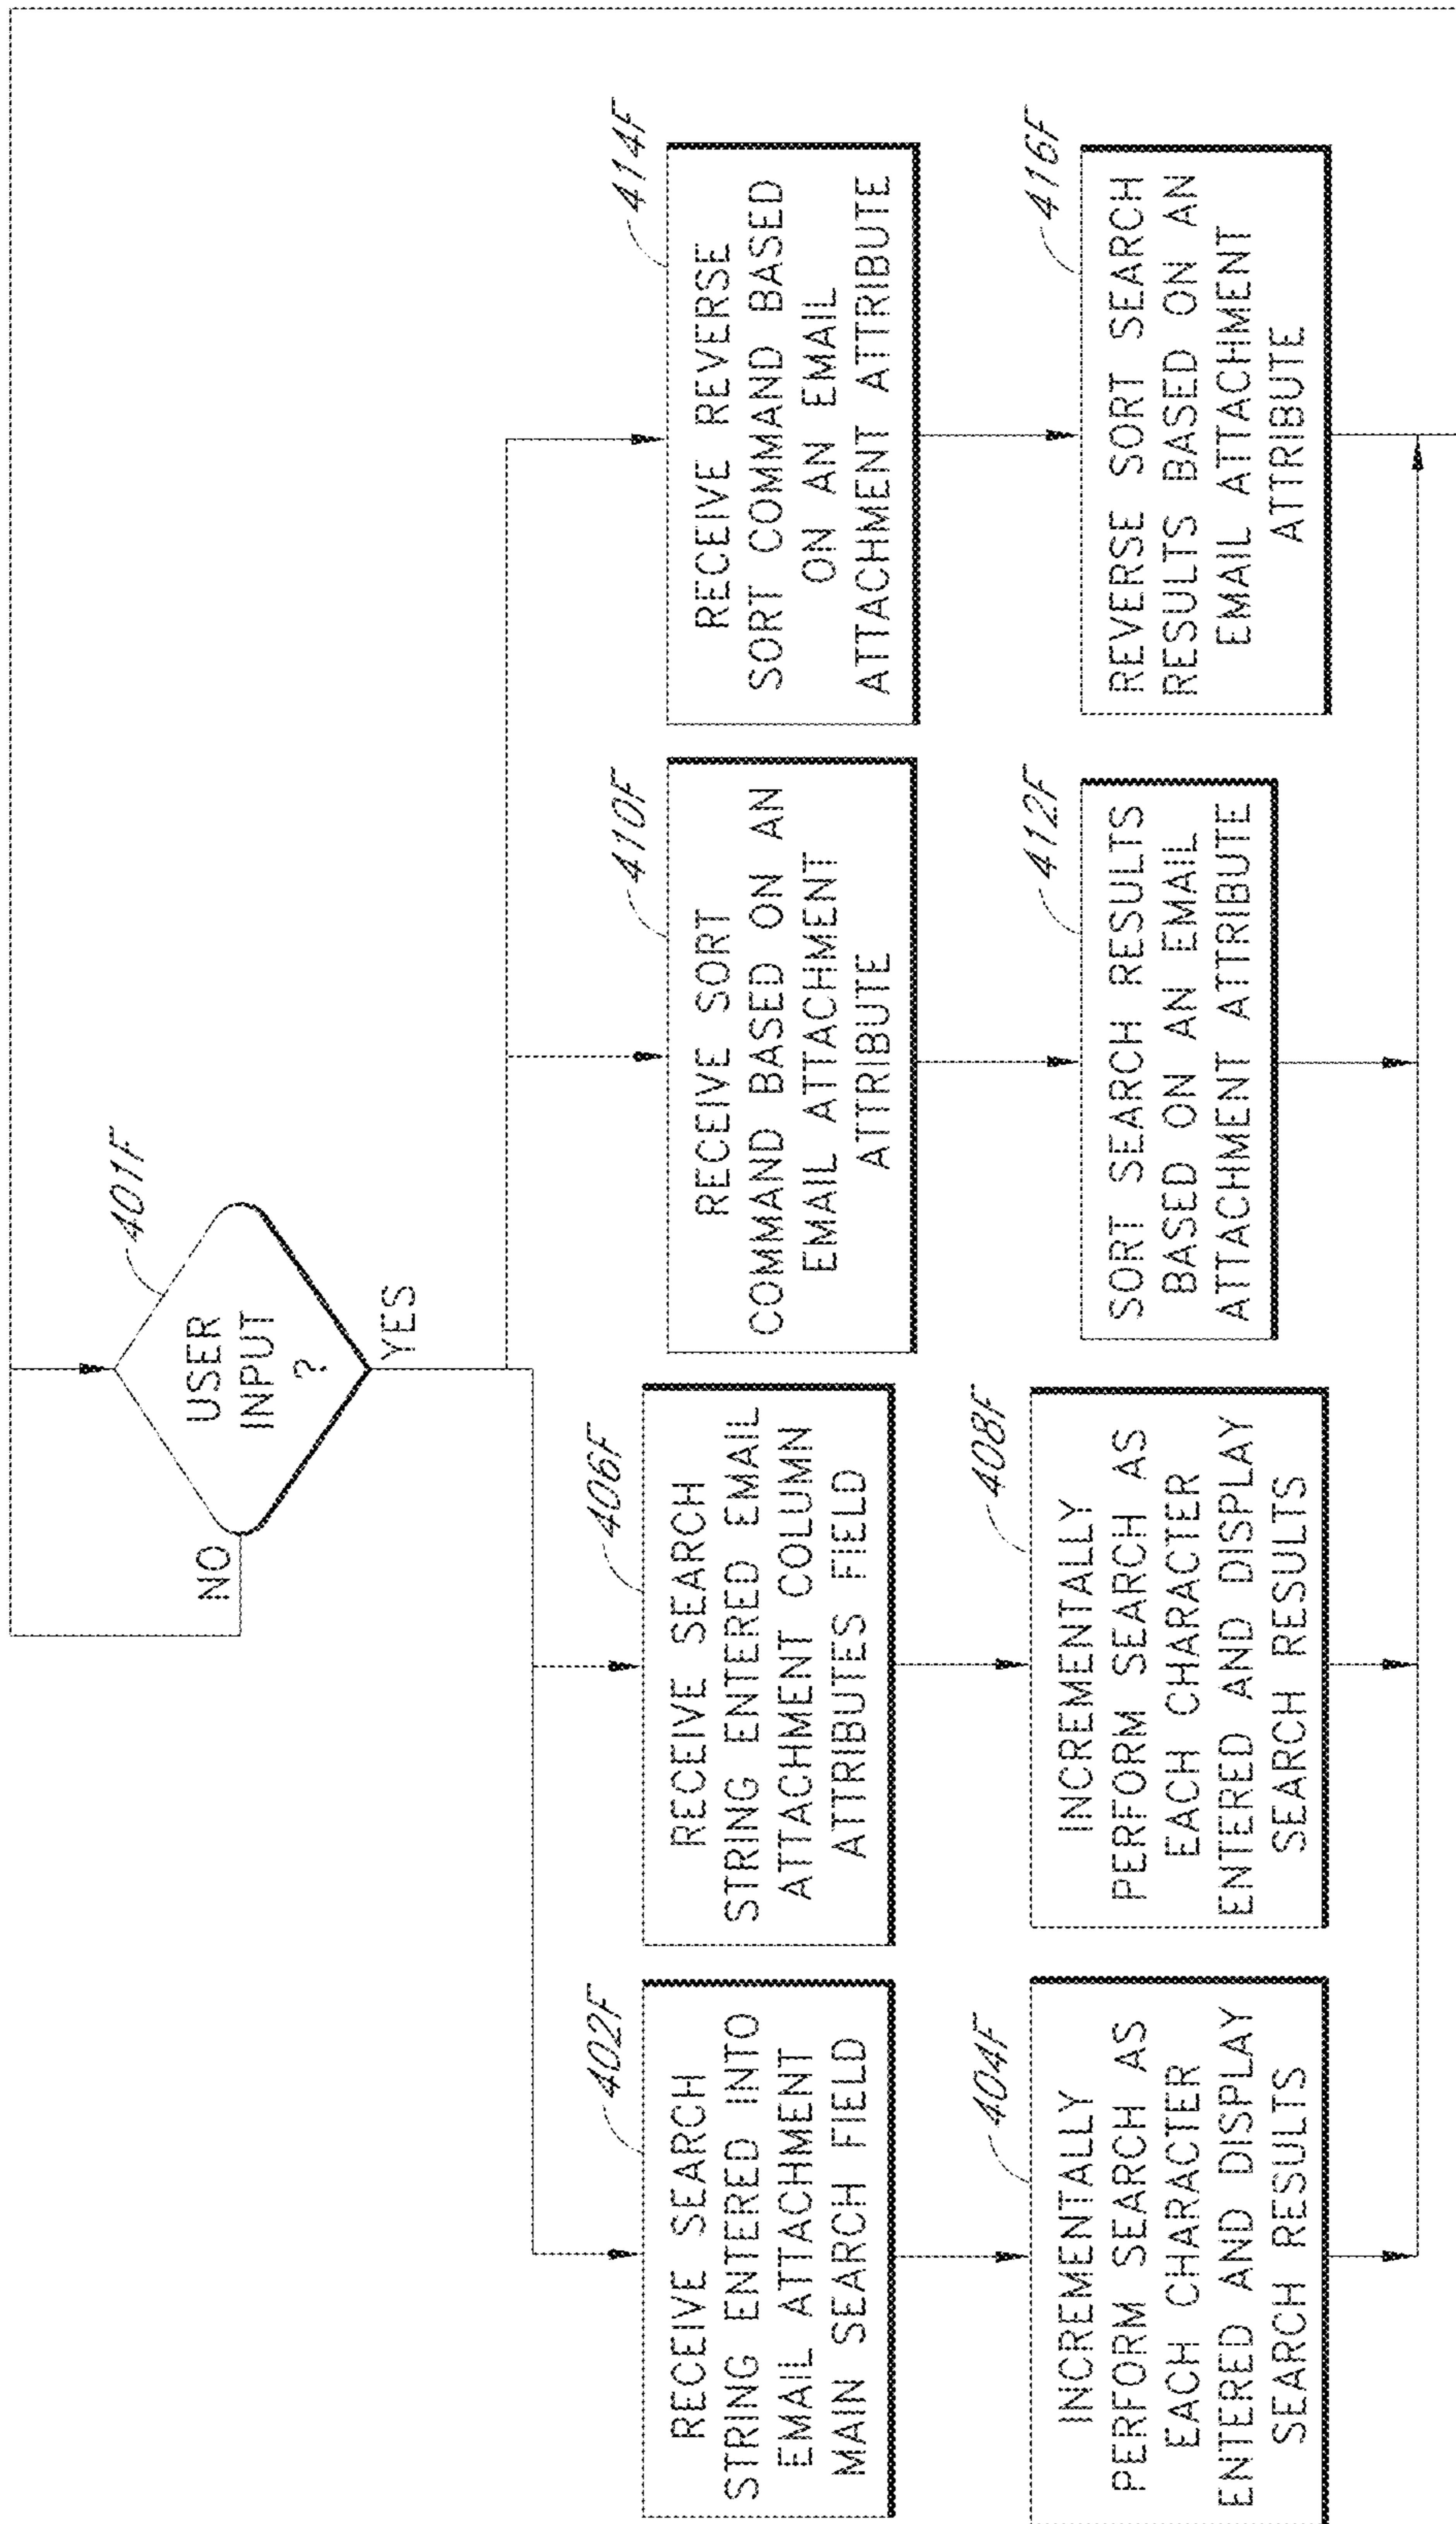 401F
USER
INPUT
?
NO
YES
402F
RECEIVE SEARCH
STRING ENTERED INTO
EMAIL ATTACHMENT
MAIN SEARCH FIELD
406F
RECEIVE SEARCH
STRING ENTERED EMAIL
ATTACHMENT COLUMN
ATTRIBUTES FIELD
410F
RECEIVE SORT
COMMAND BASED ON AN
EMAIL ATTACHMENT
ATTRIBUTE
414F
RECEIVE REVERSE
SORT COMMAND BASED
ON AN EMAIL
ATTACHMENT ATTRIBUTE
404F
INCREMENTALLY
PERFORM SEARCH AS
EACH CHARACTER
ENTERED AND DISPLAY
SEARCH RESULTS
408F
INCREMENTALLY
PERFORM SEARCH AS
EACH CHARACTER
ENTERED AND DISPLAY
SEARCH RESULTS
412F
SORT SEARCH RESULTS
BASED ON AN EMAIL
ATTACHMENT ATTRIBUTE
416F
REVERSE SORT SEARCH
RESULTS BASED ON AN
EMAIL ATTACHMENT
ATTRIBUTE